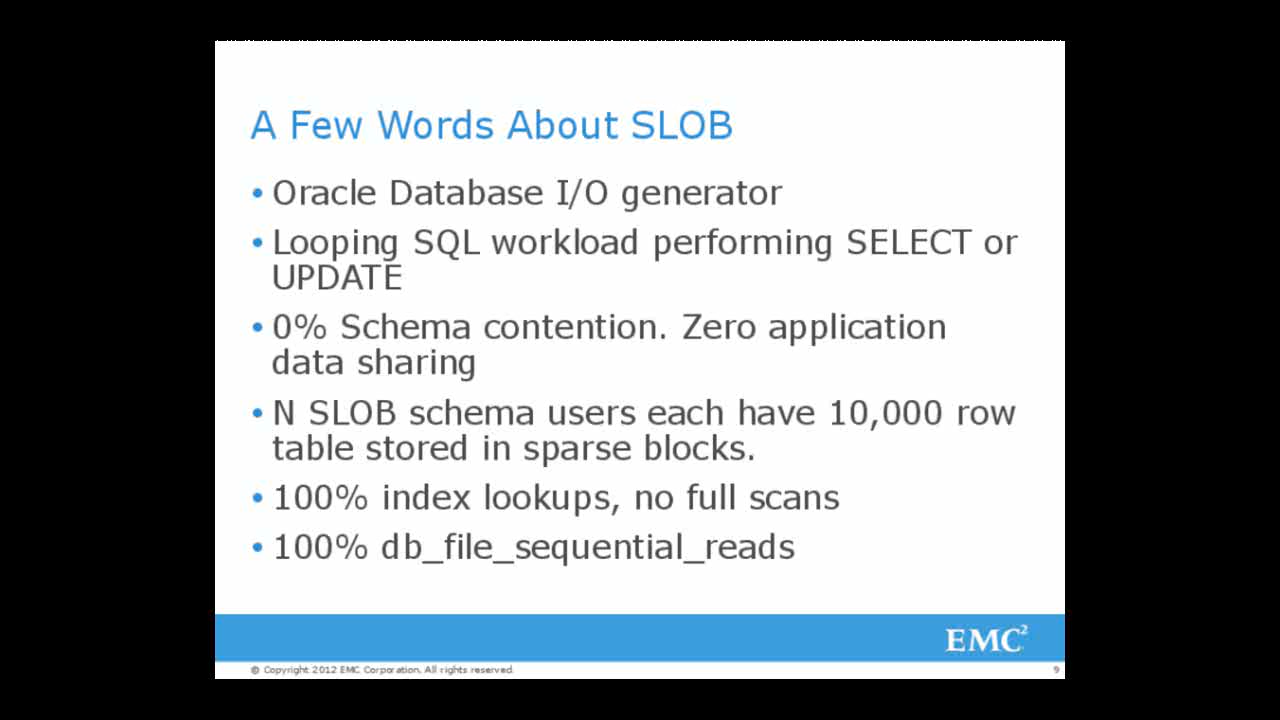 A Few Words About SLOB
• Oracle Database I/O generator
• Looping SQL workload performing SELECT or
UPDATE
• 0% Schema contention. Zero application
data sharing
• N SLOB schema users each have 10,000 row
table stored in sparse blocks.
• 100% index lookups, no full scans
• 100% db_file_sequential_reads
EMC²
© Copyright 2012 EMC Corporation. All rights reserved.
9